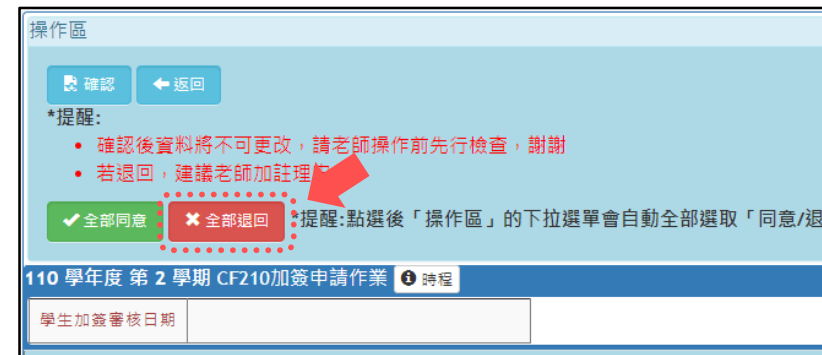 操作區
確認 返回
*提醒:
確認後資料將不可更改，請老師操作前先行檢查，謝謝
若退回，建議老師加註理
全部同意 全部退回 *提醒:點選後「操作區」的下拉選單會自動全部選取「同意/退
110 學年度 第 2 學期 CF210加簽申請作業 時程
學生加簽審核日期